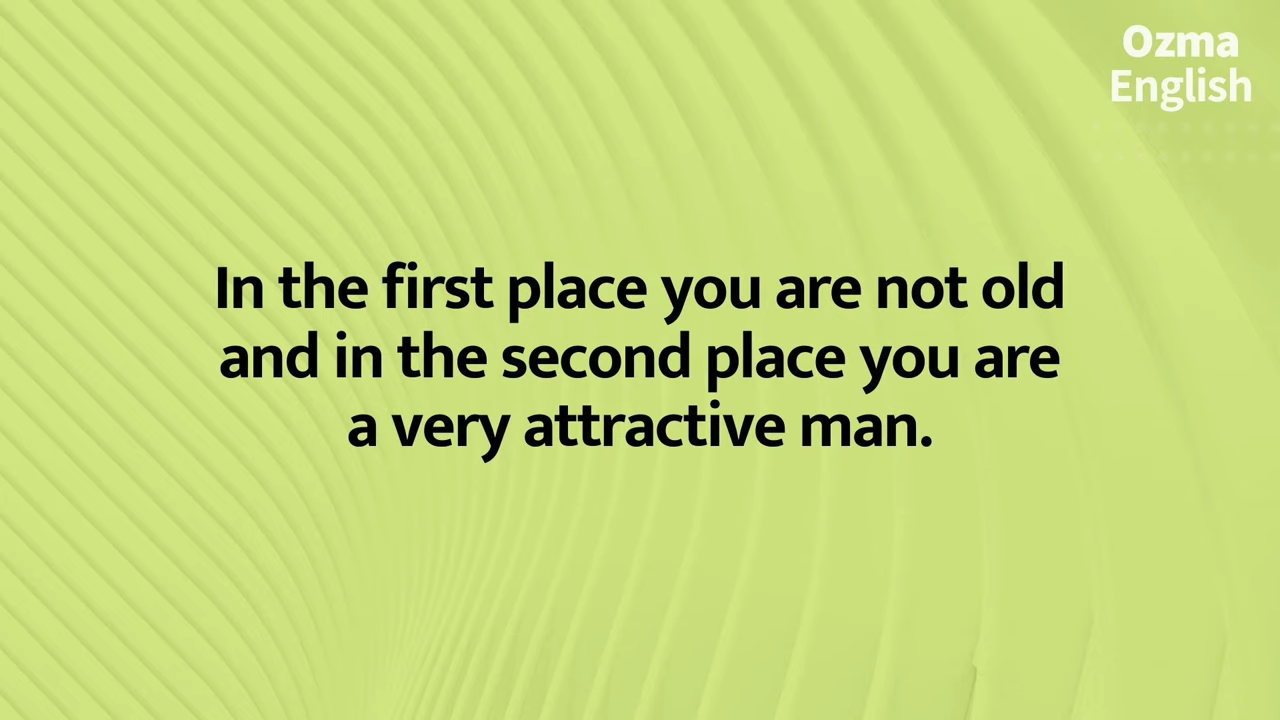 Ozma
English
In the first place you are not old
and in the second place you are
a very attractive man.